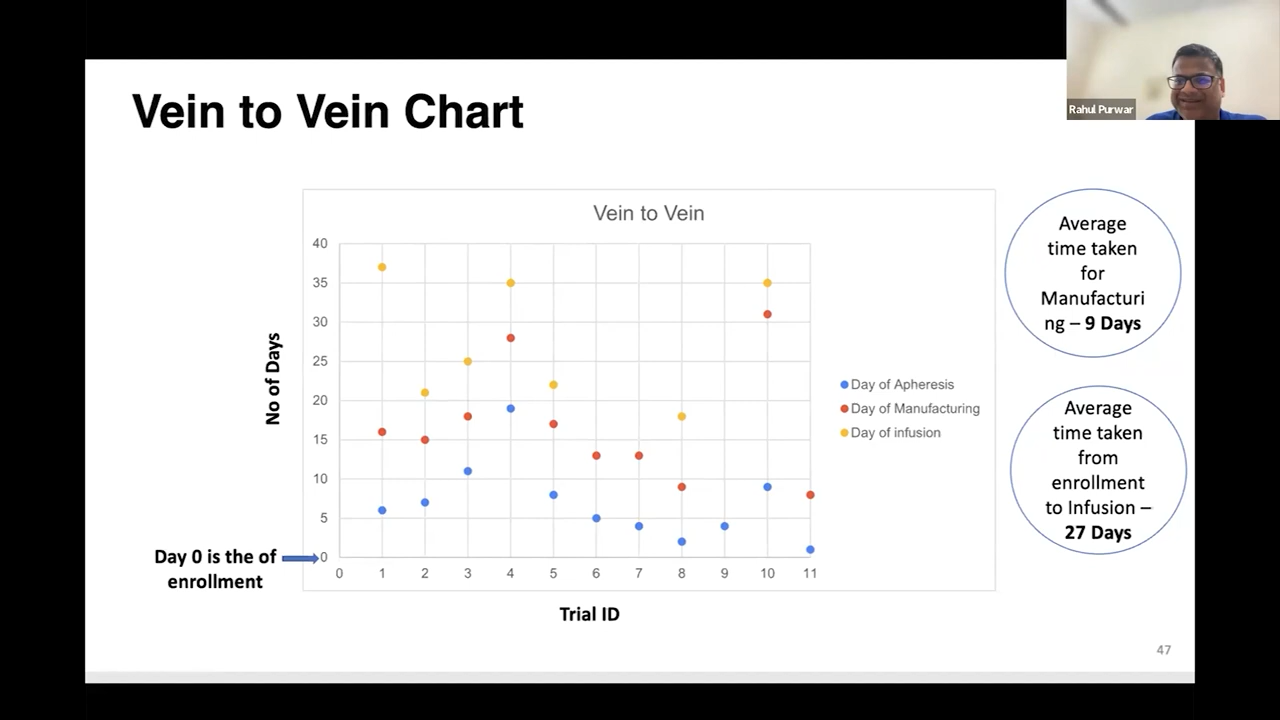 Rahul Purwar
Vein to Vein Chart
Vein to Vein
No of Days
40
35
30
25
20
15
10
5
0
0 1 2 3 4 5 6 7 8 9 10 11
Trial ID
Day 0 is the of
enrollment
Day of Apheresis
Day of Manufacturing
Day of infusion
Average
time taken
for
Manufacturi
ng – 9 Days
Average
time taken
from
enrollment
to Infusion –
27 Days
47